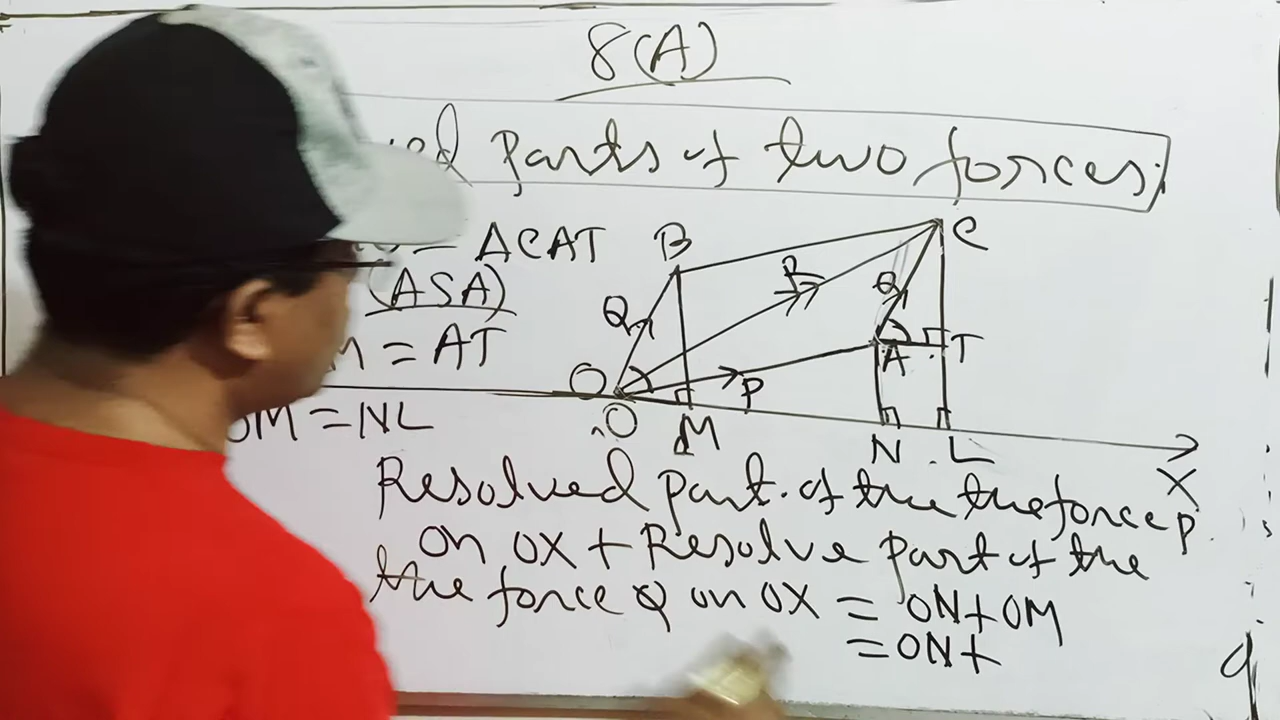 8(A)
Parts of two forces:
= ΔCAT
B
C
(ASA)
R
Q
Q
= AT
A
T
O
P
OM = NL
O
M
N
L
X
Resolved part of the the force P
on OX + Resolve part of the
the force Q on OX = ON+OM
= ON+